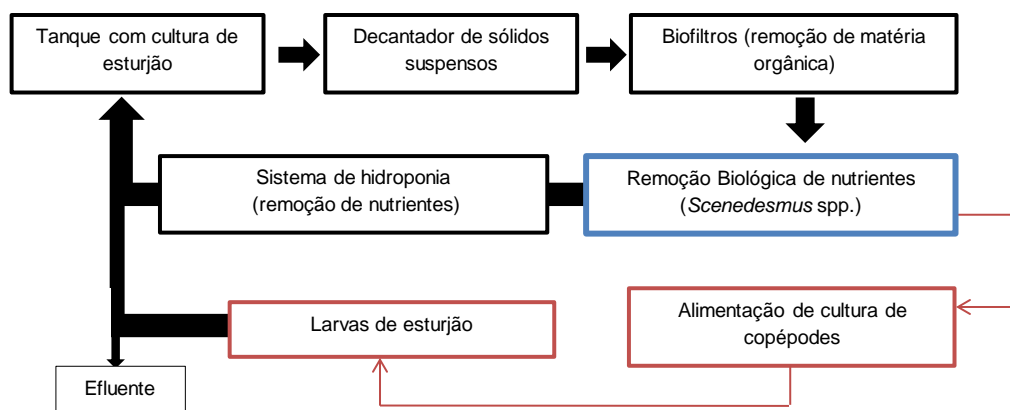 Tanque com cultura de
esturjão
Decantador de sólidos
suspensos
Biofiltros (remoção de matéria
orgânica)
Sistema de hidroponia
(remoção de nutrientes)
Remoção Biológica de nutrientes
(Scenedesmus spp.)
Larvas de esturjão
Alimentação de cultura de
copépodes
Efluente